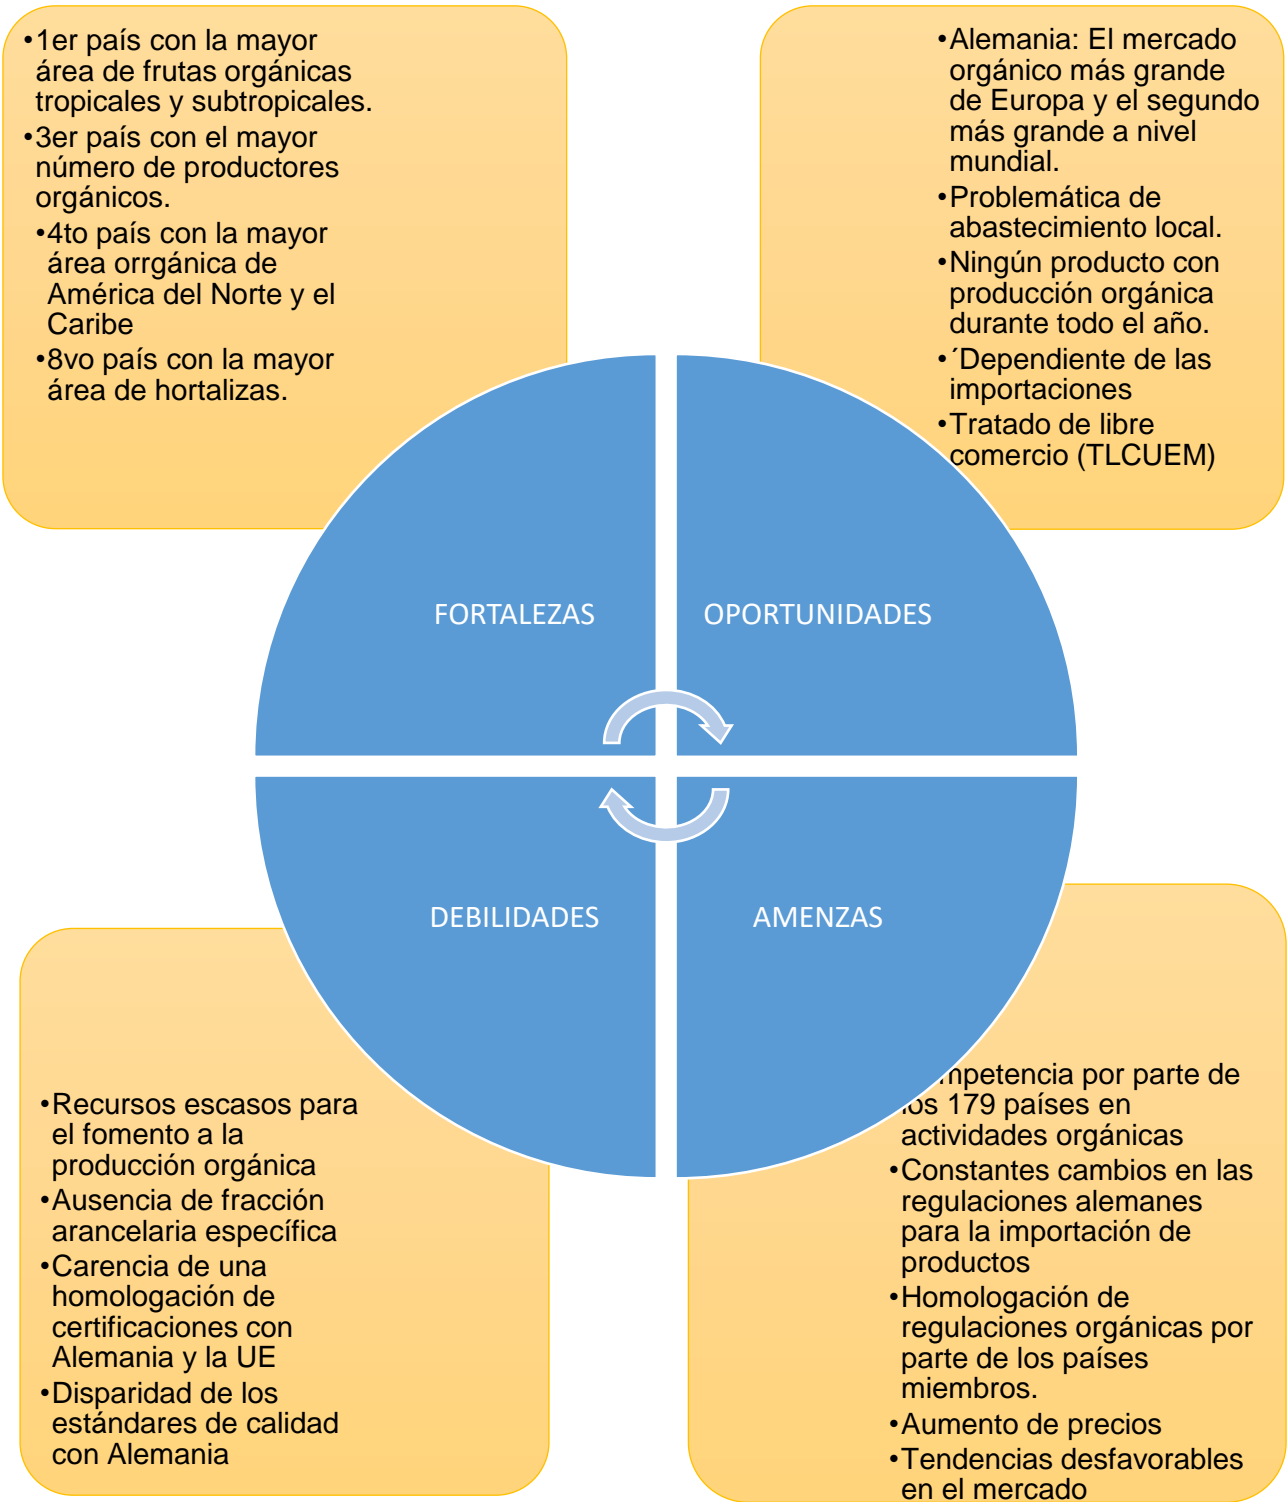 •1er país con la mayor
área de frutas orgánicas
tropicales y subtropicales.
•3er país con el mayor
número de productores
orgánicos.
•4to país con la mayor
área orrgánica de
América del Norte y el
Caribe
•8vo país con la mayor
área de hortalizas.
•Alemania: El mercado
orgánico más grande
de Europa y el segundo
más grande a nivel
mundial.
•Problemática de
abastecimiento local.
•Ningún producto con
producción orgánica
durante todo el año.
•´Dependiente de las
importaciones
•Tratado de libre
comercio (TLCUEM)
FORTALEZAS
OPORTUNIDADES
DEBILIDADES
AMENZAS
•Recursos escasos para
el fomento a la
producción orgánica
•Ausencia de fracción
arancelaria específica
•Carencia de una
homologación de
certificaciones con
Alemania y la UE
•Disparidad de los
estándares de calidad
con Alemania
mpetencia por parte de
los 179 países en
actividades orgánicas
•Constantes cambios en las
regulaciones alemanes
para la importación de
productos
•Homologación de
regulaciones orgánicas por
parte de los países
miembros.
•Aumento de precios
•Tendencias desfavorables
en el mercado